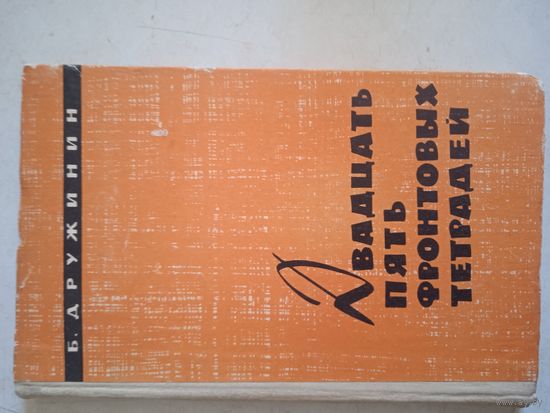 Б. ДРУЖИНИН
ДВАДЦАТЬ
ПЯТЬ
ФРОНТОВЫХ
ТЕТРАДЕЙ